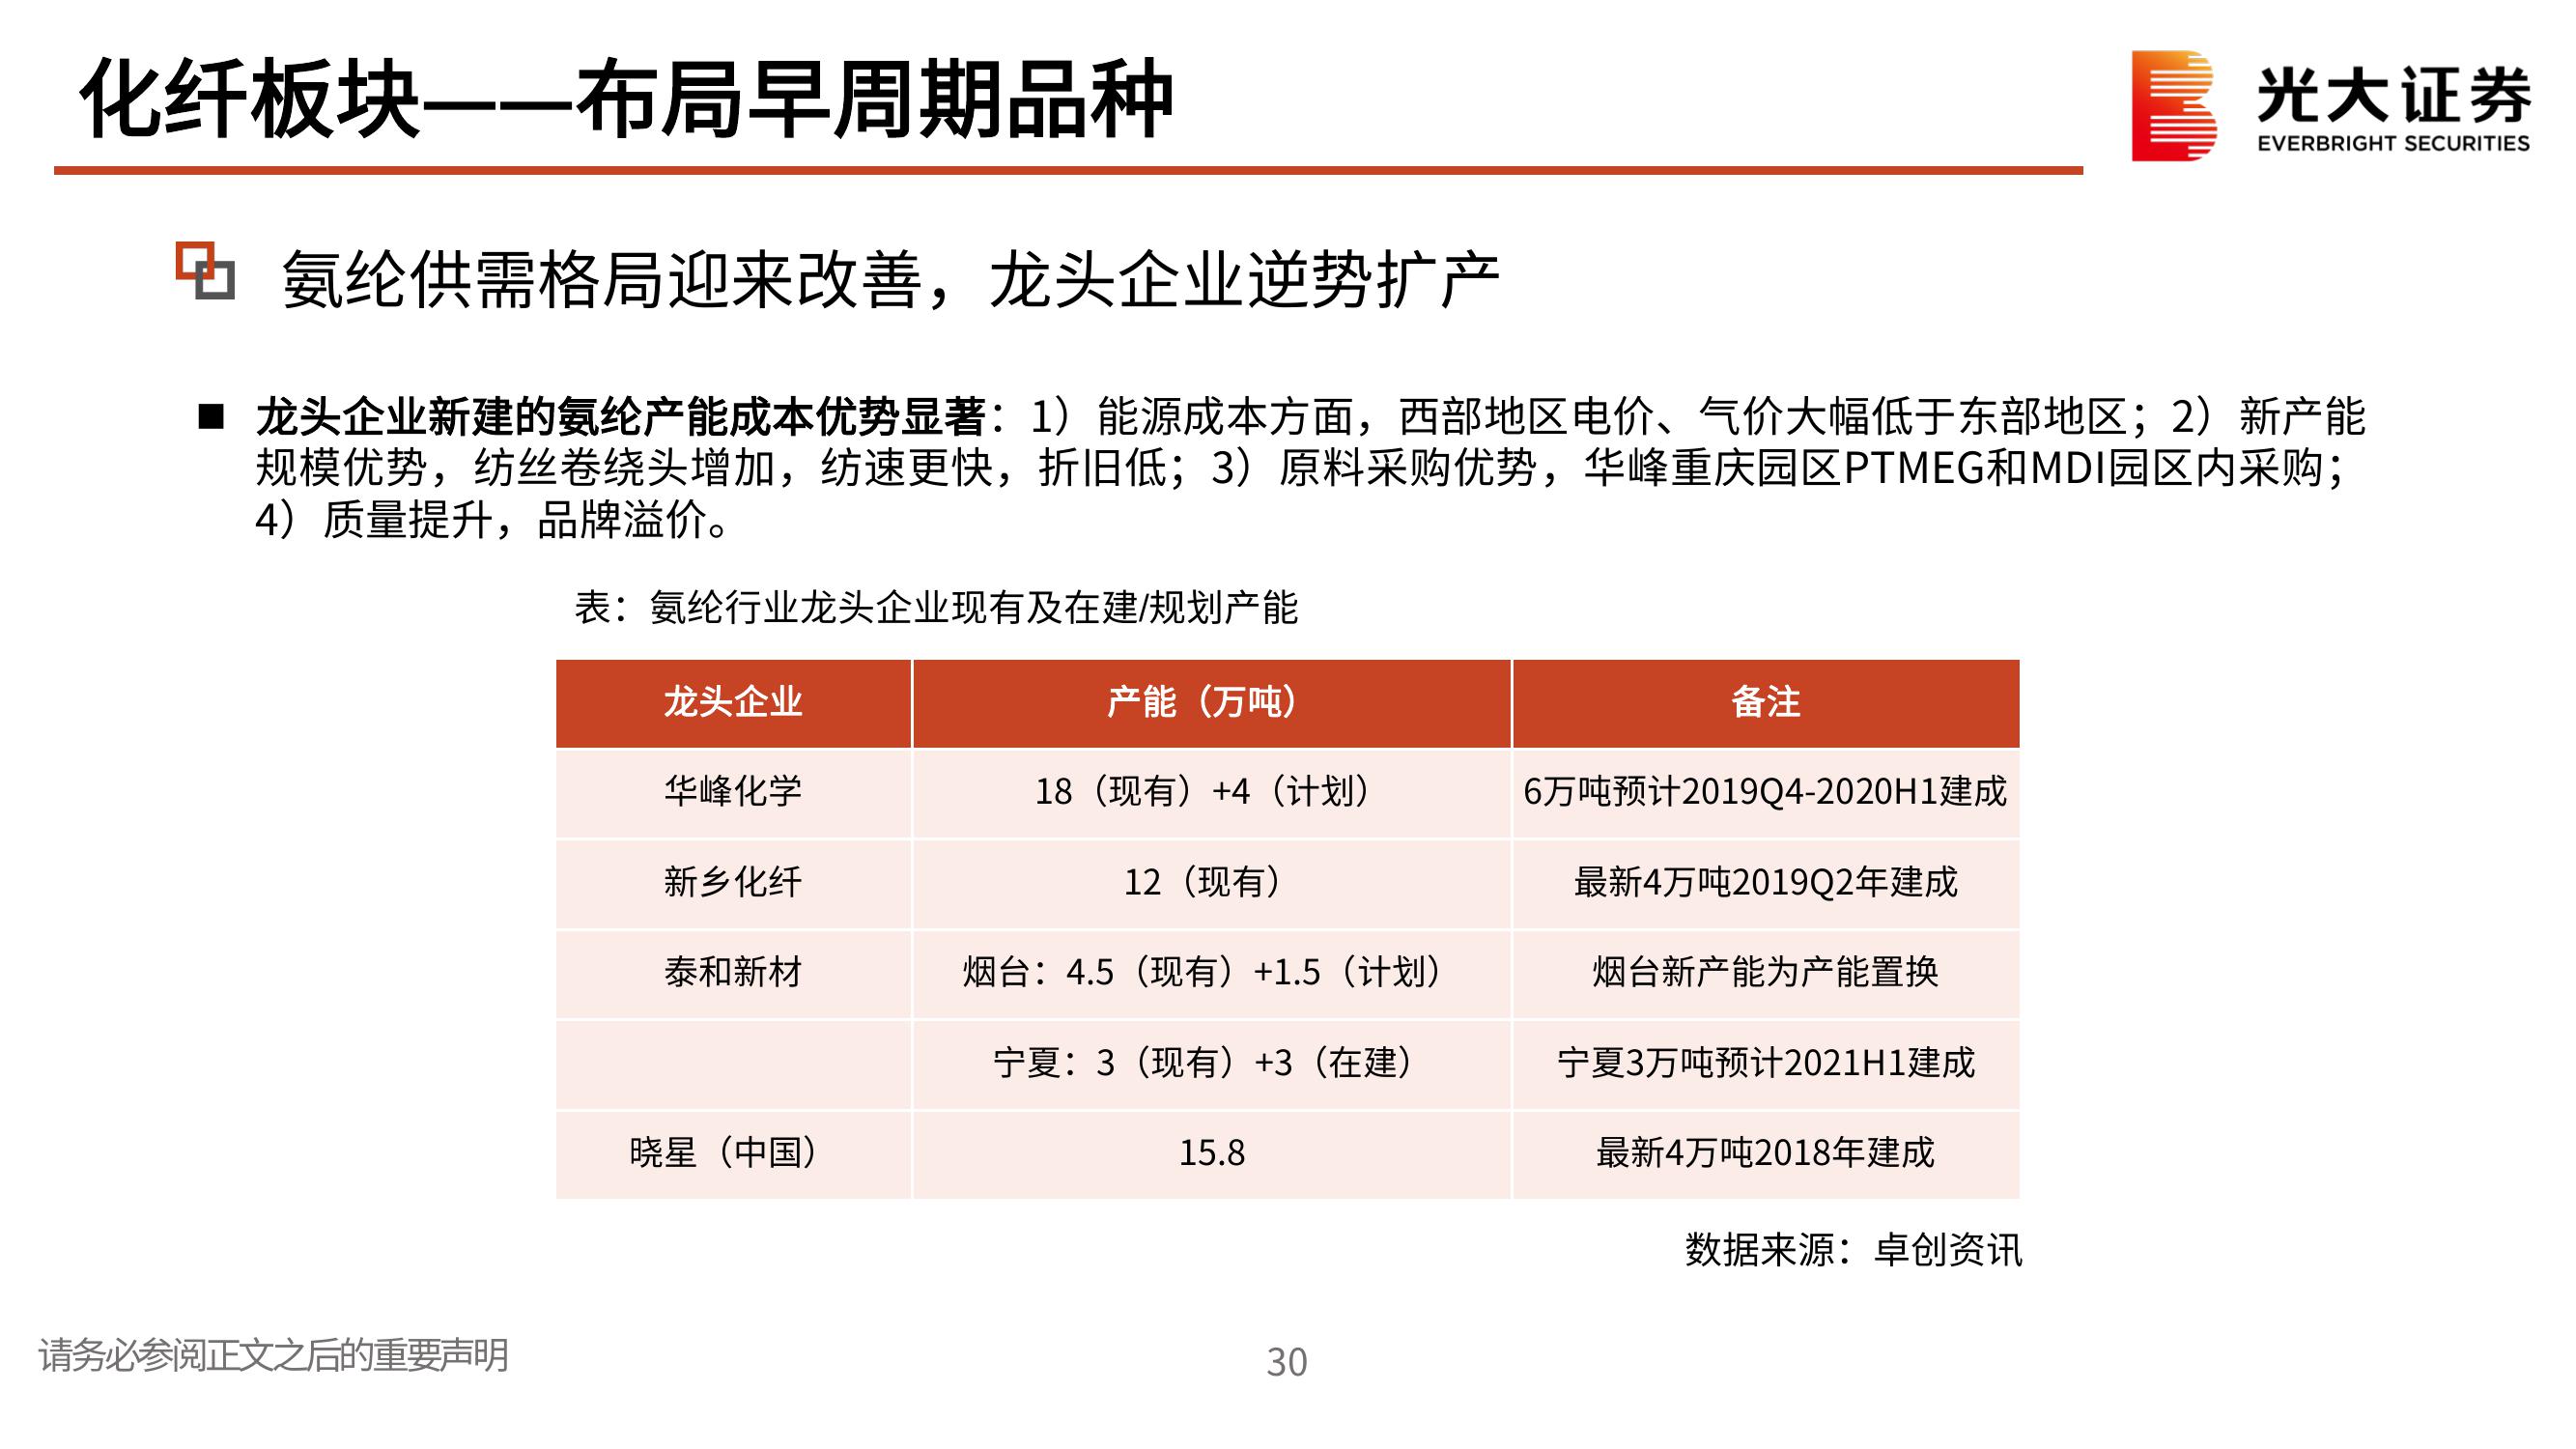 化纤板块——布局早周期品种
光大证券
EVERBRIGHT SECURITIES
氨纶供需格局迎来改善，龙头企业逆势扩产
■ 龙头企业新建的氨纶产能成本优势显著：1）能源成本方面，西部地区电价、气价大幅低于东部地区；2）新产能
规模优势，纺丝卷绕头增加，纺速更快，折旧低；3）原料采购优势，华峰重庆园区PTMEG和MDI园区内采购；
4）质量提升，品牌溢价。
表：氨纶行业龙头企业现有及在建/规划产能
龙头企业 产能（万吨） 备注
华峰化学 18（现有）+4（计划） 6万吨预计2019Q4-2020H1建成
新乡化纤 12（现有） 最新4万吨2019Q2年建成
泰和新材 烟台：4.5（现有）+1.5（计划） 烟台新产能为产能置换
宁夏：3（现有）+3（在建） 宁夏3万吨预计2021H1建成
晓星（中国） 15.8 最新4万吨2018年建成
数据来源：卓创资讯
请务必参阅正文之后的重要声明
30